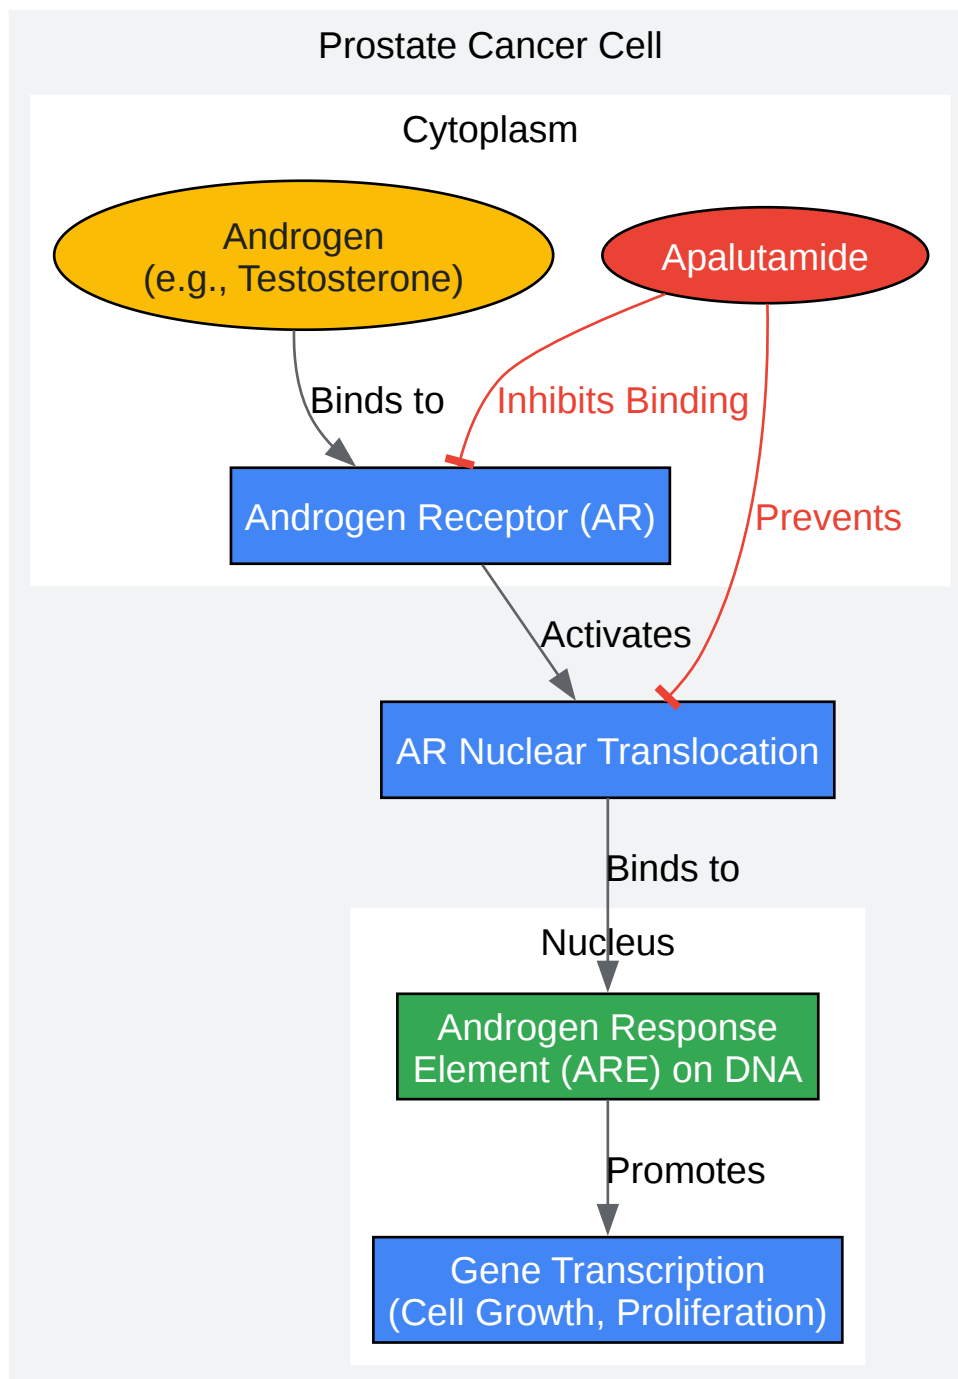 Prostate Cancer Cell
Cytoplasm
Androgen
(e.g., Testosterone)
Apalutamide
Binds to
Inhibits Binding
Androgen Receptor (AR)
Prevents
Activates
AR Nuclear Translocation
Binds to
Nucleus
Androgen Response
Element (ARE) on DNA
Promotes
Gene Transcription
(Cell Growth, Proliferation)